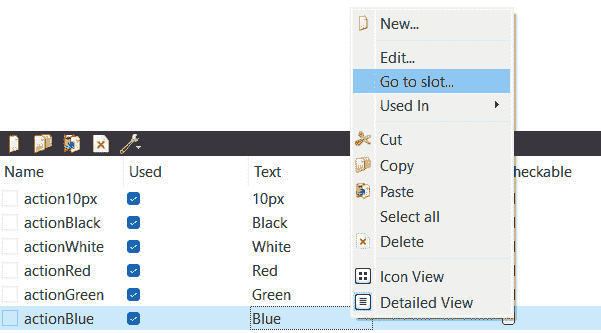 New...
Edit...
Go to slot...
Used In
Cut
Copy
Paste
Select all
Delete
Icon View
Detailed View
Name Used Text heckable
action10px 10px
actionBlack Black
actionWhite White
actionRed Red
actionGreen Green
actionBlue Blue